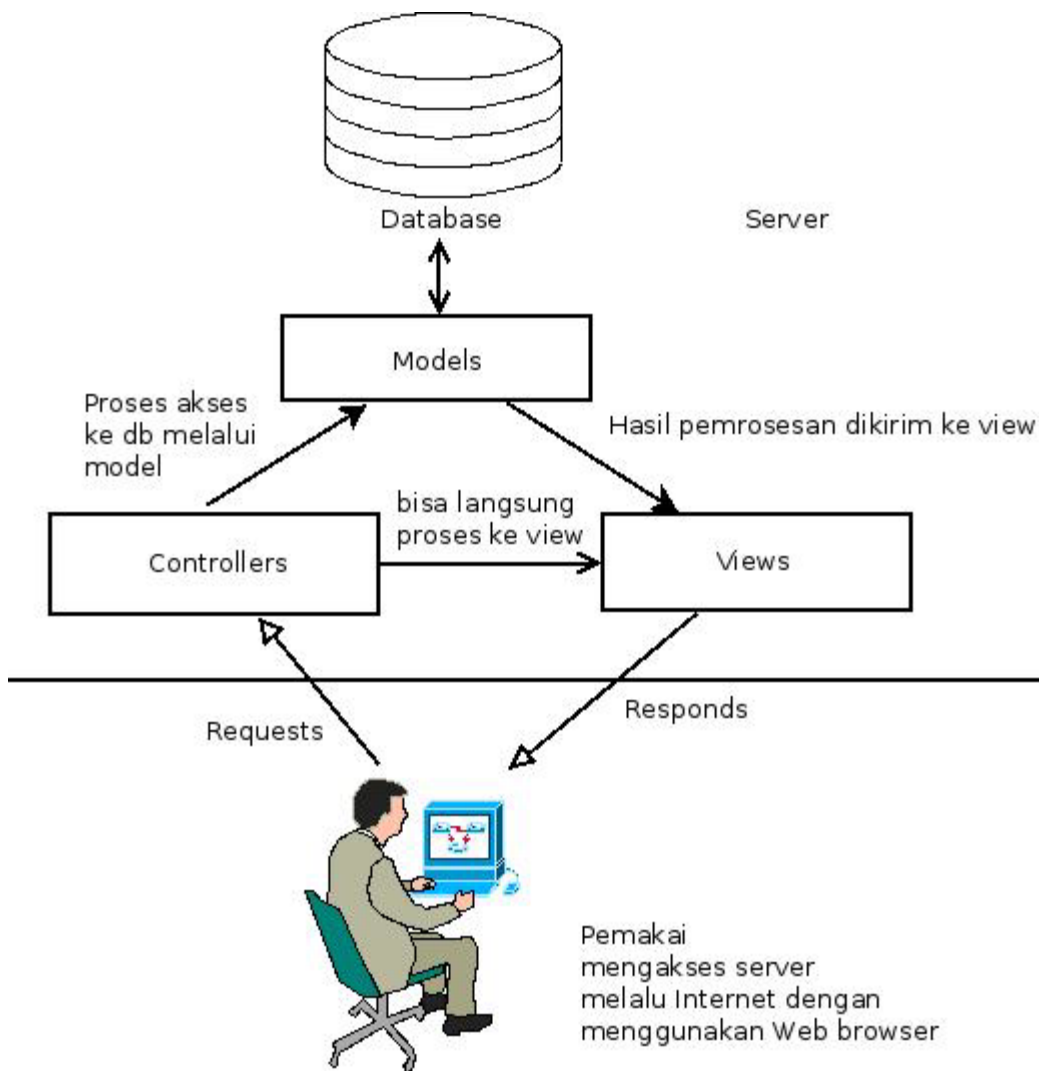 Database
Server
Models
Proses akses
ke db melalui
model
Hasil pemrosesan dikirim ke view
bisa langsung
proses ke view
Controllers
Views
Requests
Responds
Pemakai
mengakses server
melalu Internet dengan
menggunakan Web browser